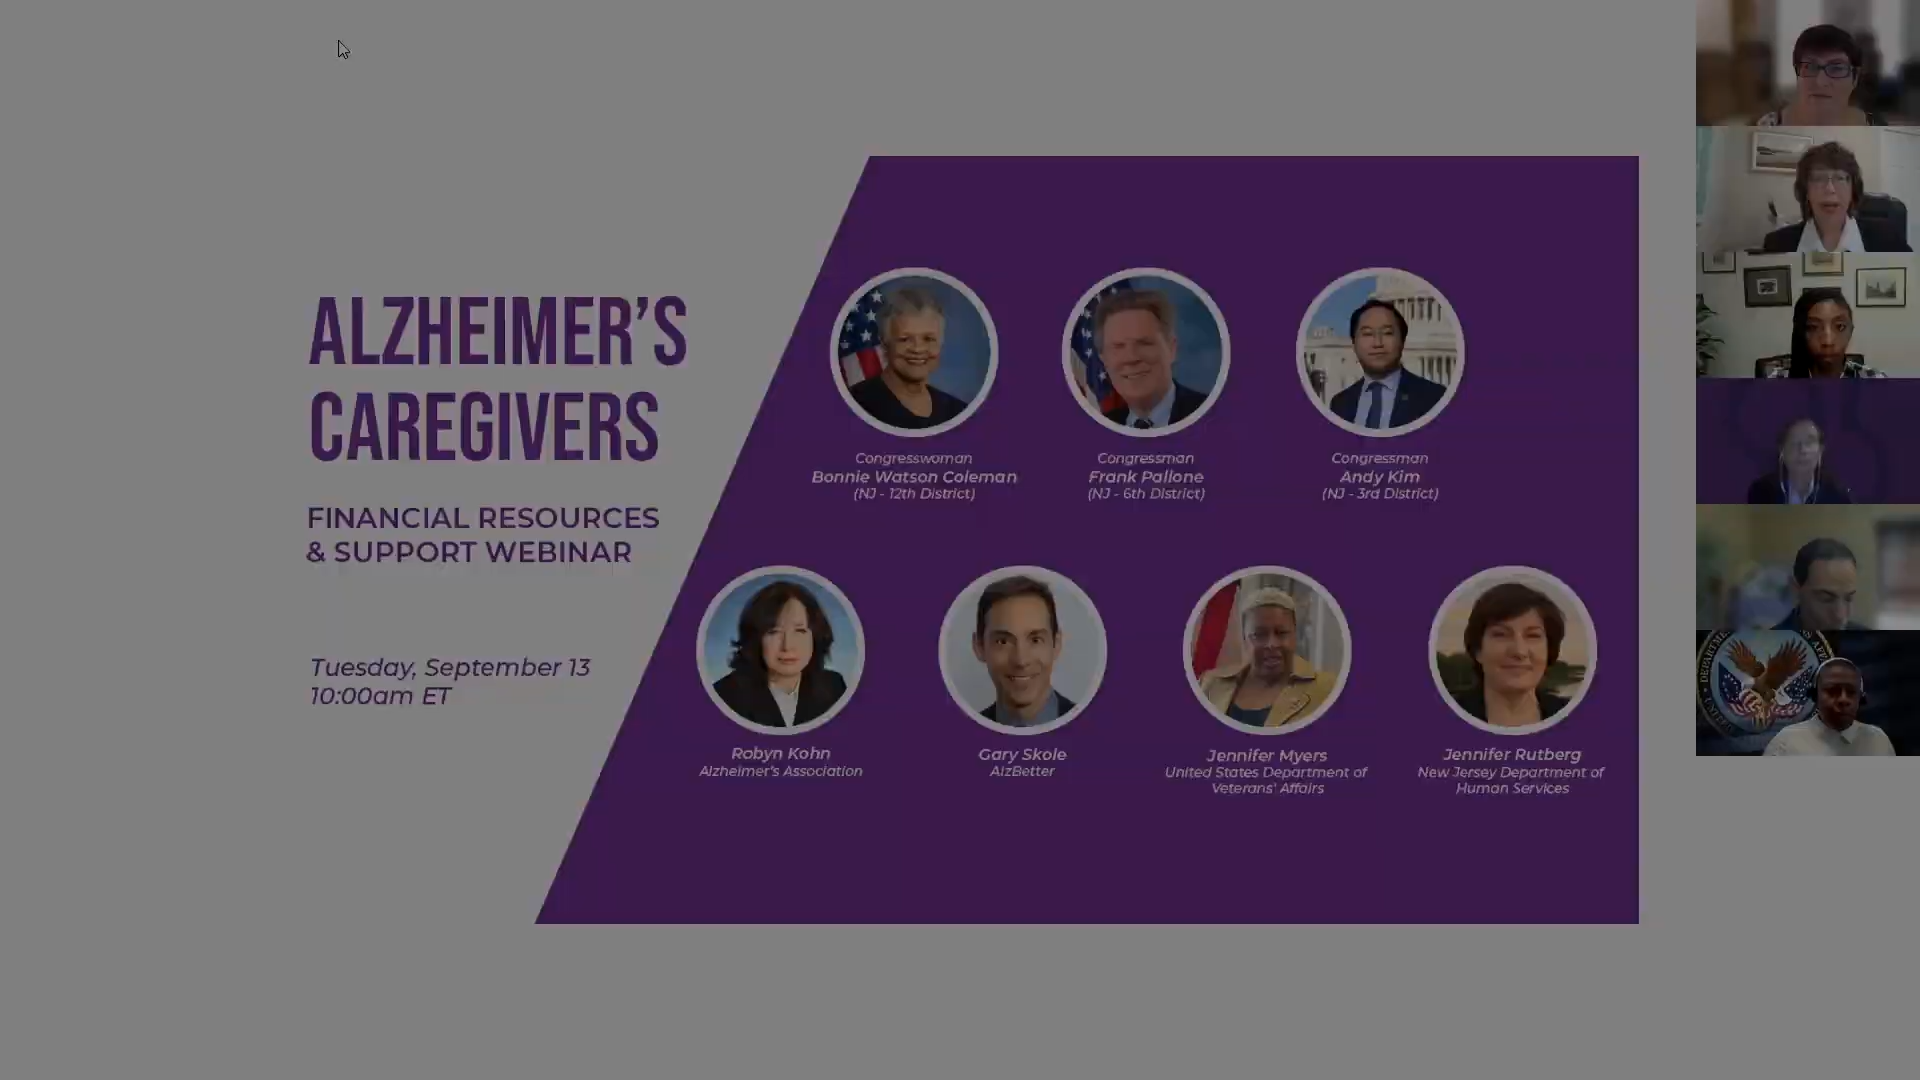 ALZHEIMER'S
CAREGIVERS
FINANCIAL RESOURCES
& SUPPORT WEBINAR
Tuesday, September 13
10:00am ET
Congresswoman
Bonnie Watson Coleman
(NJ - 12th District)
Congressman
Frank Pallone
(NJ - 6th District)
Congressman
Andy Kim
(NJ - 3rd District)
Robyn Kohn
Alzheimer's Association
Gary Skole
AlzBetter
Jennifer Myers
United States Department of
Veterans' Affairs
Jennifer Rutberg
New Jersey Department of
Human Services